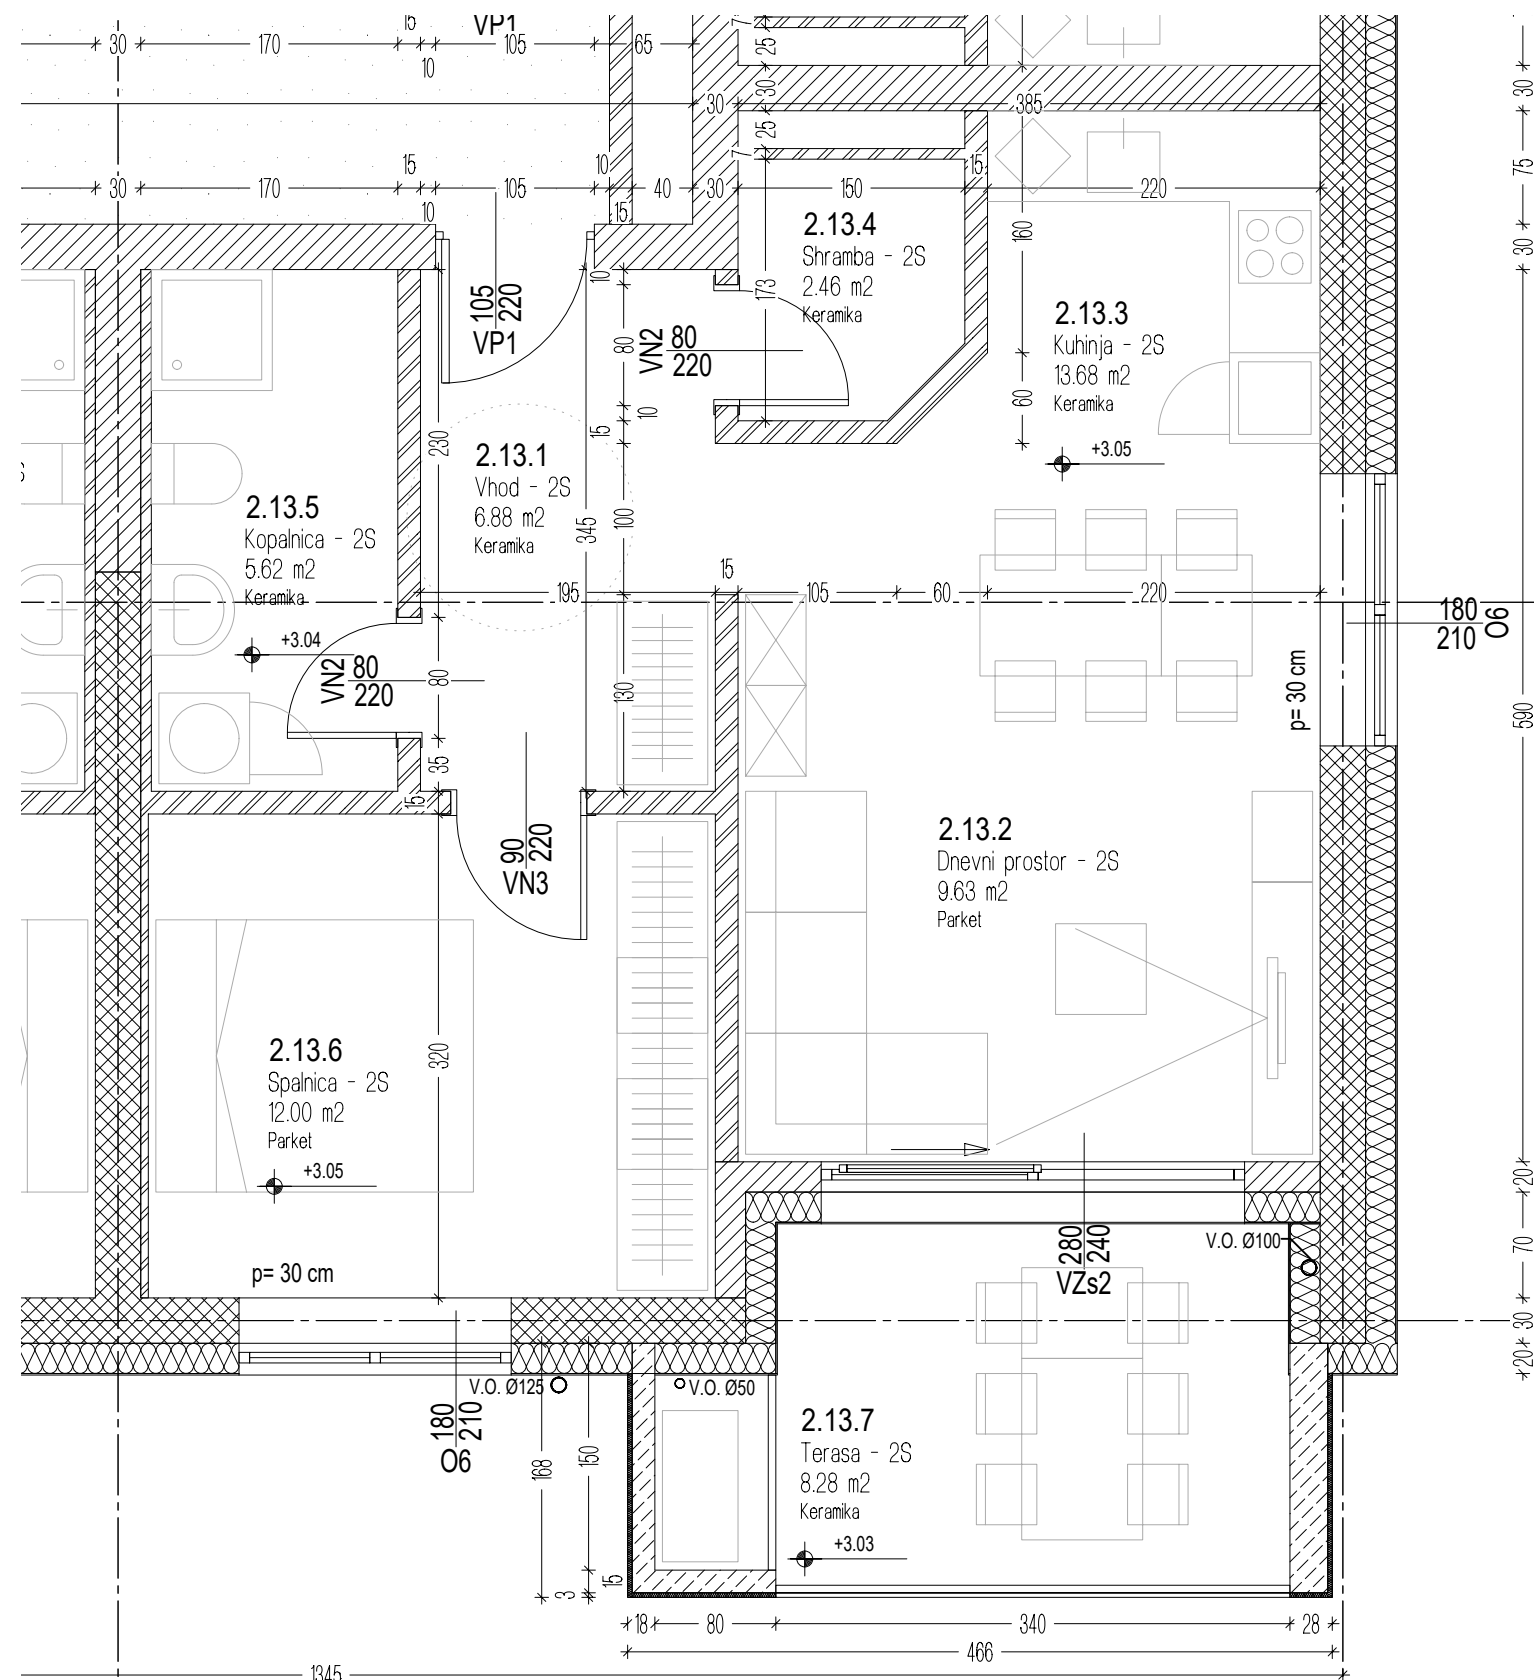 15
VP1
7
30
170
105
65
25
10
30
30
30
385
25
75
15
10
7
15
30
170
105
40
30
150
220
10
15
30
2.13.4
Shramba - 2S
2.46 m2
Keramika
160
173
10
105
220
VP1
VN2
80
220
80
2.13.3
Kuhinja - 2S
13.68 m2
Keramika
60
10
15
+3.05
230
2.13.1
Vhod - 2S
6.88 m2
Keramika
345
100
2.13.5
Kopalnica - 2S
5.62 m2
Keramika
15
195
105
60
220
180
210
O6
+3.04
VN2
80
220
80
130
p= 30 cm
590
35
15
90
220
VN3
2.13.2
Dnevni prostor - 2S
9.63 m2
Parket
2.13.6
Spalnica - 2S
12.00 m2
Parket
320
+3.05
20
280
240
VZs2
V.O. Ø100
70
p= 30 cm
30
20
V.O. Ø125
V.O. Ø50
180
210
O6
168
150
2.13.7
Terasa - 2S
8.28 m2
Keramika
+3.03
15
3
18
80
340
28
466
1345